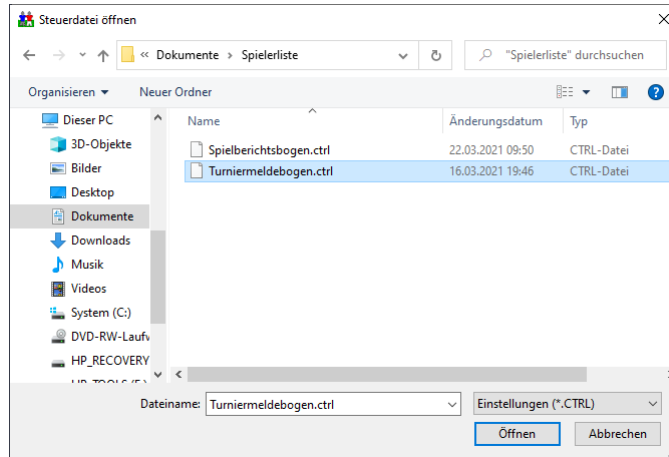 Steuerdatei öffnen
« Dokumente › Spielerliste
"Spielerliste" durchsuchen
Organisieren
Neuer Ordner
Dieser PC
3D-Objekte
Bilder
Desktop
Dokumente
Downloads
Musik
Videos
System (C:)
DVD-RW-Laufw
HP_RECOVERY
Name Änderungsdatum Typ
Spielberichtsbogen.ctrl 22.03.2021 09:50 CTRL-Datei
Turniermeldebogen.ctrl 16.03.2021 19:46 CTRL-Datei
Dateiname: Turniermeldebogen.ctrl
Einstellungen (*.CTRL)
Öffnen Abbrechen